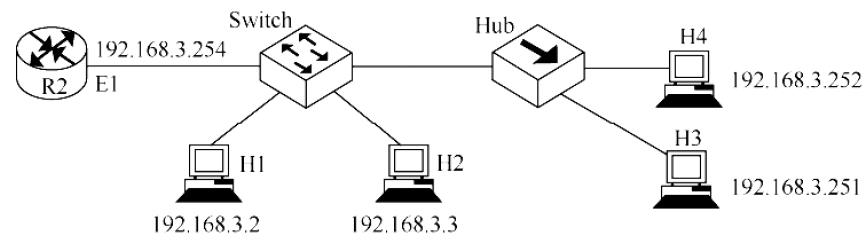 Switch
Hub
192.168.3.254
R2
E1
H4
192.168.3.252
H3
192.168.3.251
H1
H2
192.168.3.2
192.168.3.3